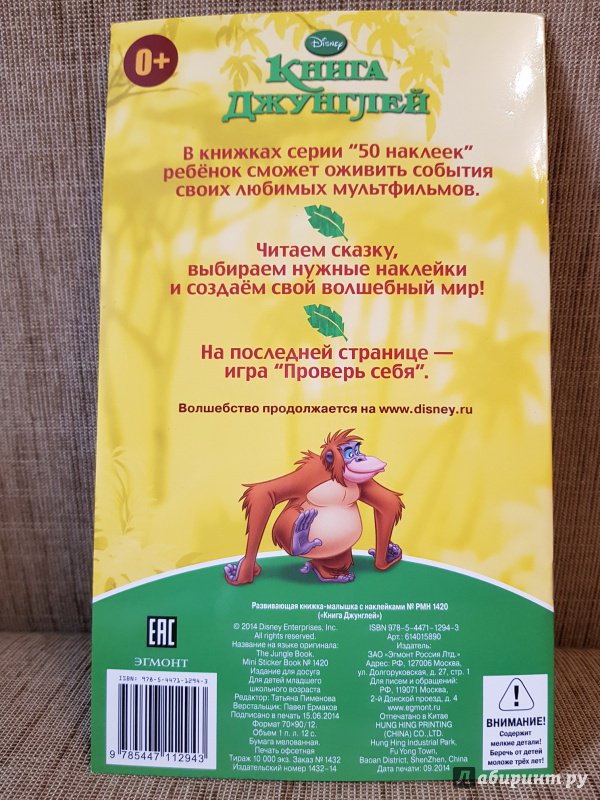 0+
Disney
Книга
Джунглей
В книжках серии "50 наклеек"
ребёнок сможет оживить события
своих любимых мультфильмов.
Читаем сказку,
выбираем нужные наклейки
и создаём свой волшебный мир!
На последней странице —
игра "Проверь себя".
Волшебство продолжается на www.disney.ru
Развивающая книжка-малышка с наклейками № РМН 1420
(«Книга Джунглей»)
© 2014 Disney Enterprises, Inc.
All rights reserved.
Название на языке оригинала:
The Jungle Book.
Mini Sticker Book № 1420
Издание для досуга
Для детей младшего
школьного возраста
Редактор: Татьяна Пименова
Верстальщик: Павел Ермаков
Подписано в печать 15.06.2014
Формат 70×90/12.
Объем 1 п. л. 12 с.
Бумага мелованная.
Печать офсетная
Тираж 10 000 экз. Заказ № 1432
Издательский номер 1432-14
ISBN 978-5-4471-1294-3
Арт.: 614015890
Издатель:
ЗАО «Эгмонт Россия Лтд.»
Адрес: РФ, 127006 Москва,
ул. Долгоруковская, д. 27, стр. 1
Для писем и обращений:
РФ, 119071 Москва,
2-й Донской проезд, д. 4
www.egmont.ru
Отпечатано в Китае
HUNG HING PRINTING
(CHINA) CO., LTD.
Hung Hing Industrial Park,
Fu Yong Town,
Baoan District, ShenZhen, China
Дата печати: 09.2014
EAC
ЭГМОНТ
ISBN: 978-5-4471-1294-3
9 785447 112943
!
ВНИМАНИЕ!
Содержит
мелкие детали!
Беречь от детей
моложе трёх лет!
Лабиринт.ру